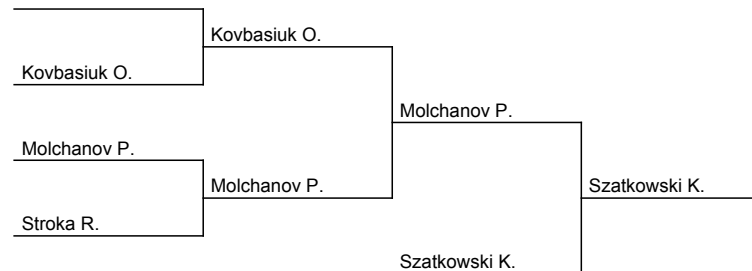 Kovbasiuk O.
Kovbasiuk O.
Molchanov P.
Molchanov P.
Molchanov P.
Szatkowski K.
Stroka R.
Szatkowski K.